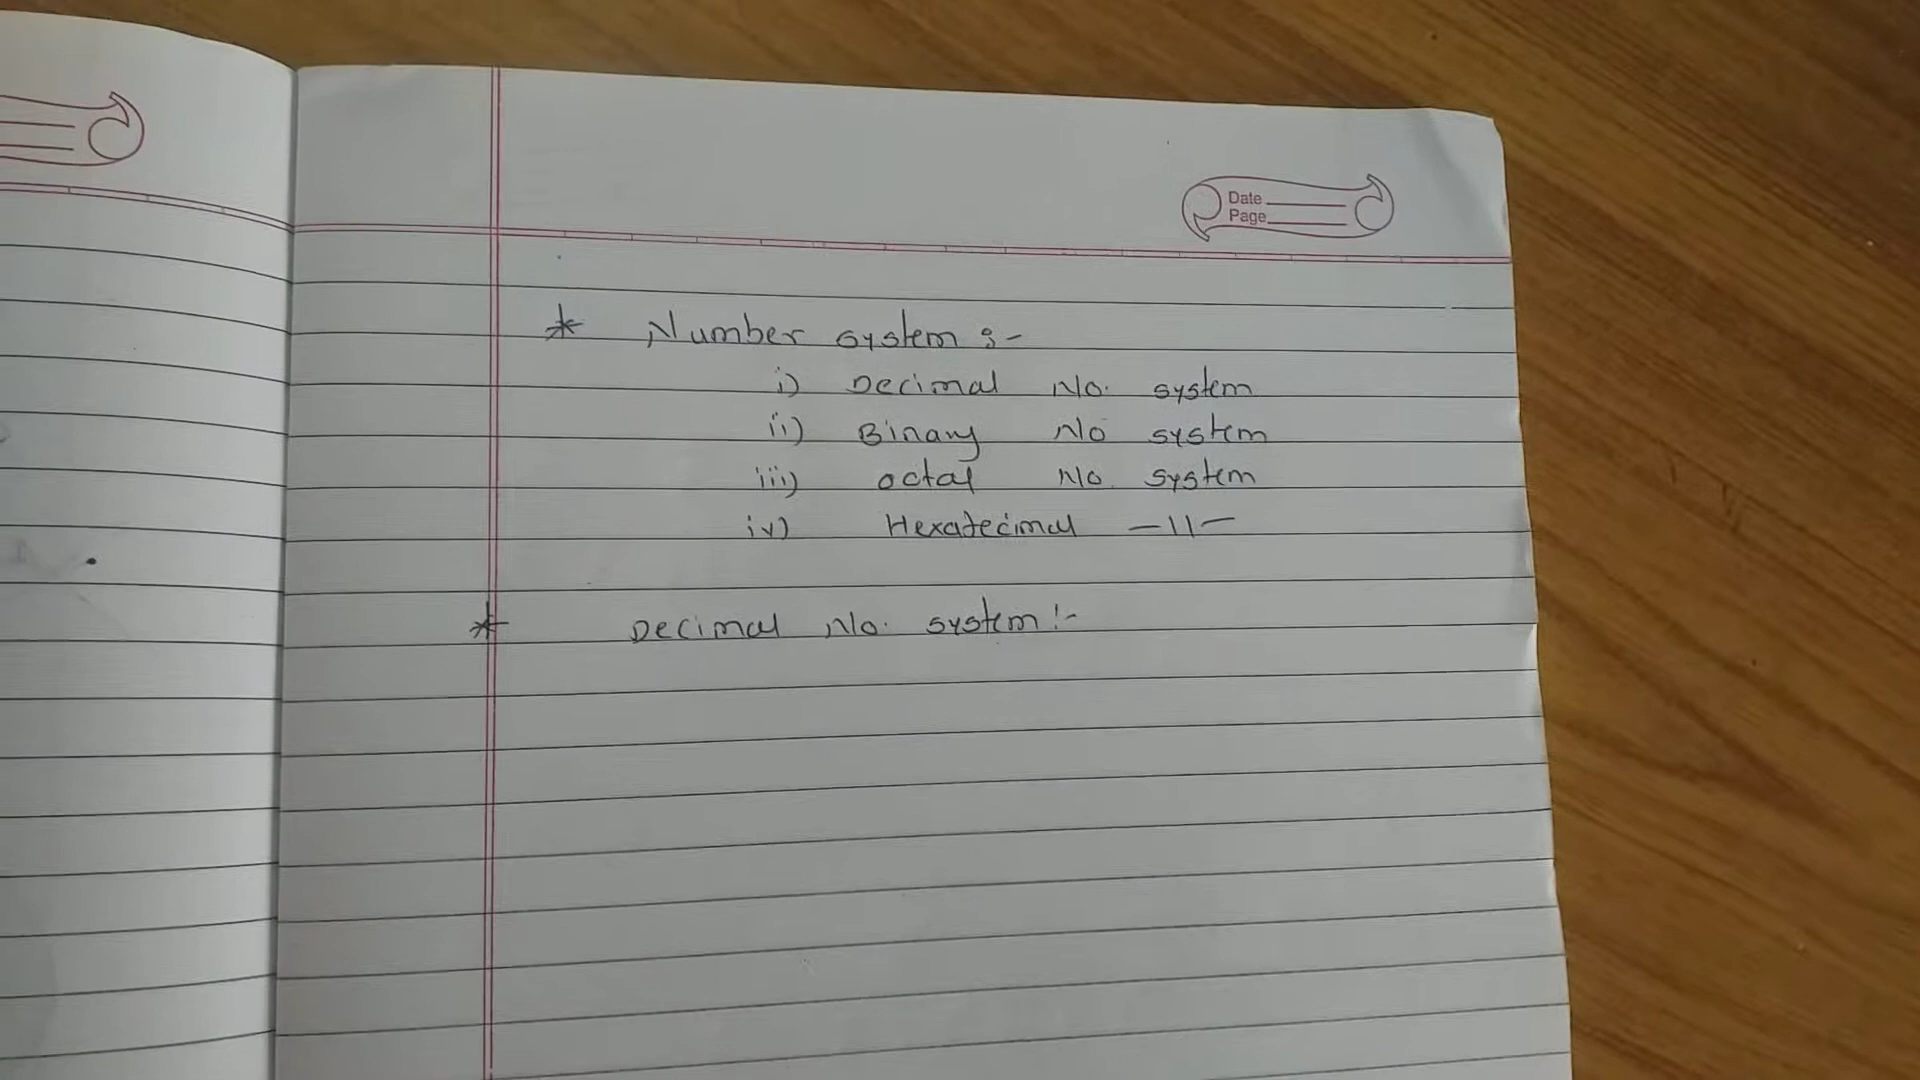 Date
Page
* Number system :-
i) Decimal No. system
ii) Binary No system
iii) octal No. system
iv) Hexatecimal —11—
* Decimal No. system :-